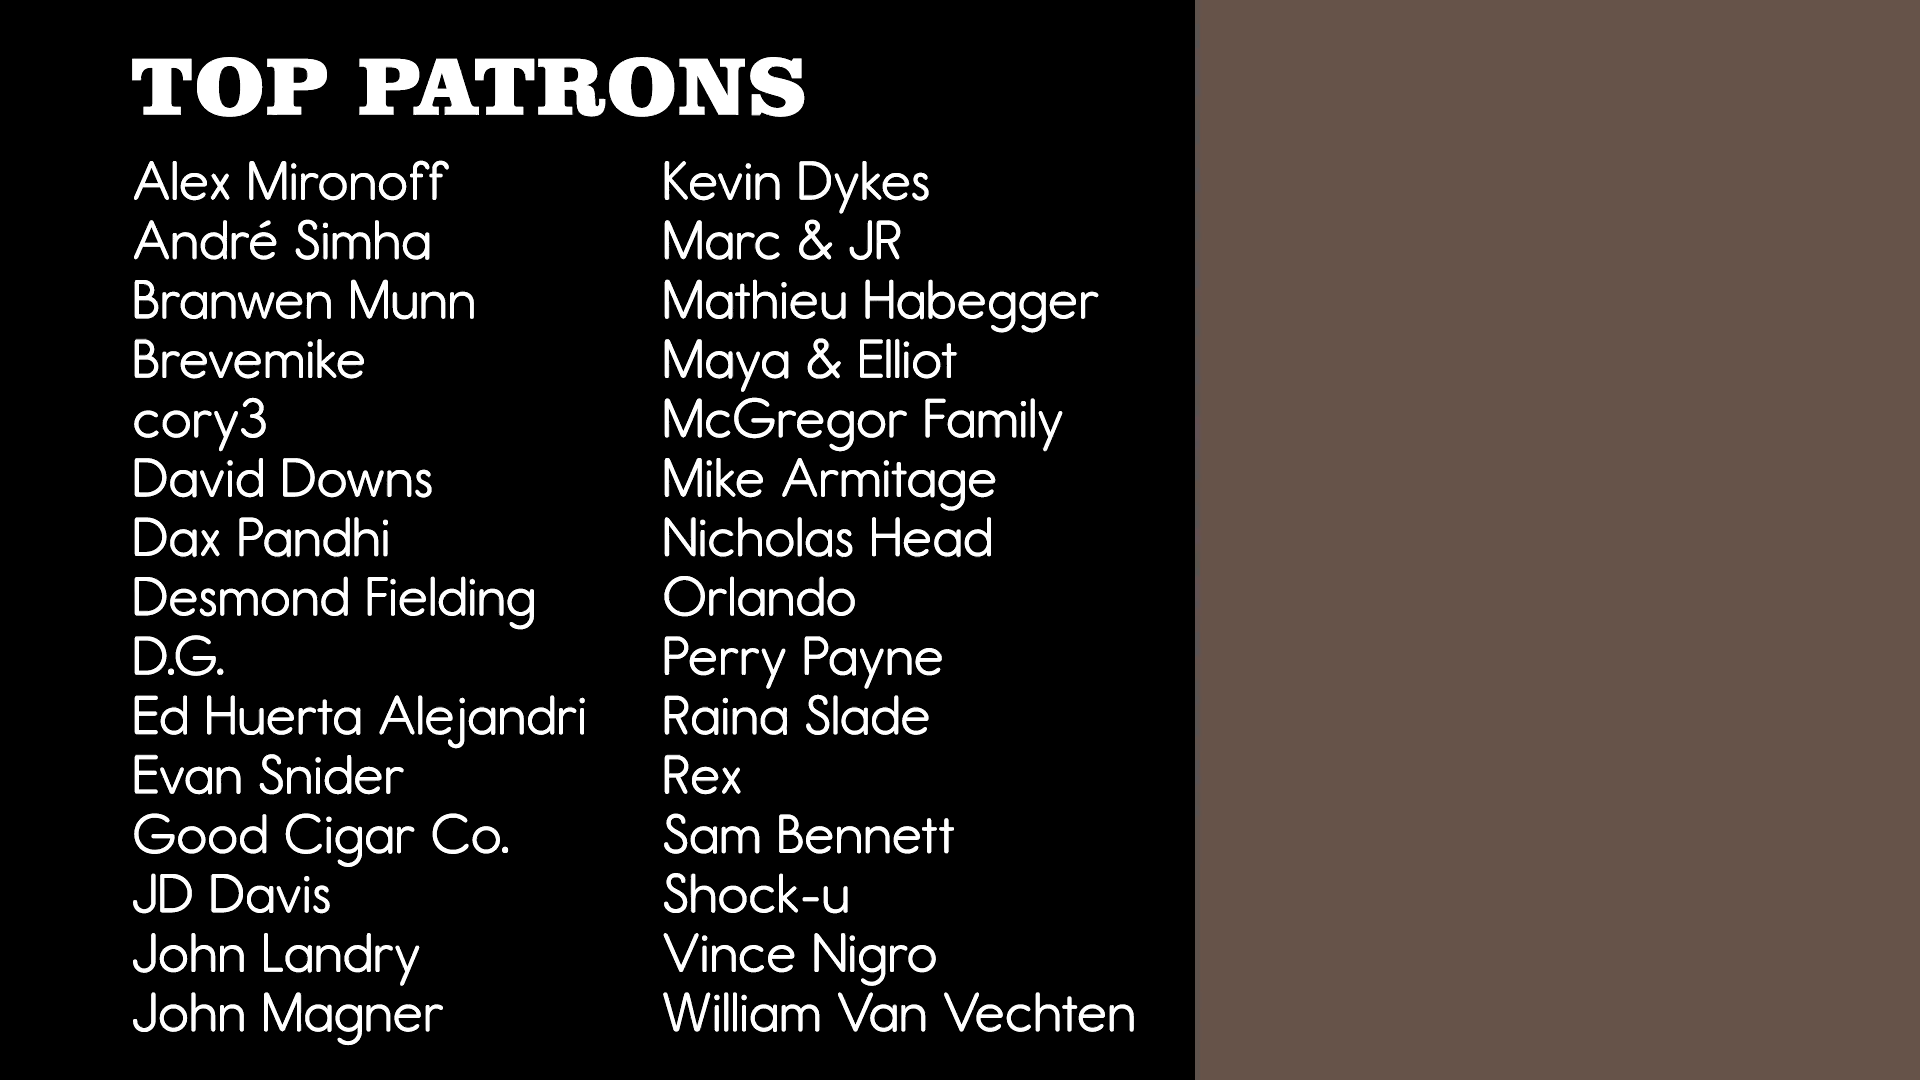 TOP PATRONS
Alex Mironoff
André Simha
Branwen Munn
Brevemike
cory3
David Downs
Dax Pandhi
Desmond Fielding
D.G.
Ed Huerta Alejandri
Evan Snider
Good Cigar Co.
JD Davis
John Landry
John Magner
Kevin Dykes
Marc & JR
Mathieu Habegger
Maya & Elliot
McGregor Family
Mike Armitage
Nicholas Head
Orlando
Perry Payne
Raina Slade
Rex
Sam Bennett
Shock-u
Vince Nigro
William Van Vechten